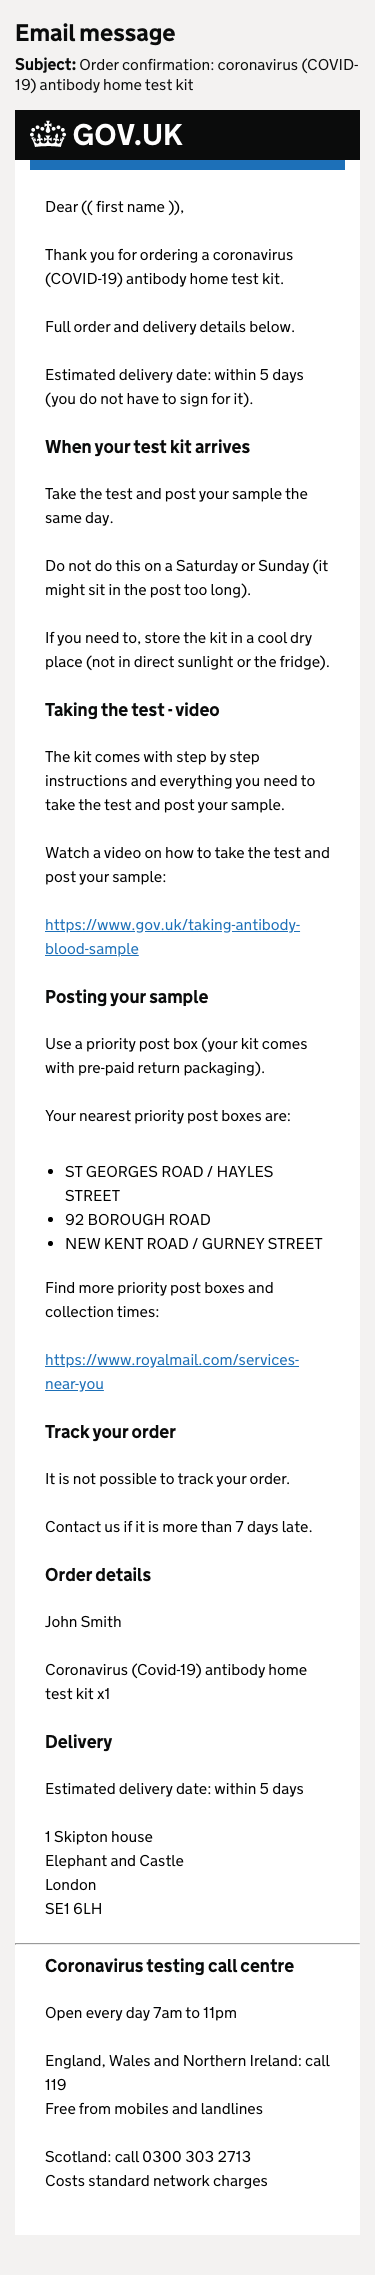 Email message
Subject: Order confirmation: coronavirus (COVID-
19) antibody home test kit
GOV.UK
Dear (( first name )),
Thank you for ordering a coronavirus
(COVID-19) antibody home test kit.
Full order and delivery details below.
Estimated delivery date: within 5 days
(you do not have to sign for it).
When your test kit arrives
Take the test and post your sample the
same day.
Do not do this on a Saturday or Sunday (it
might sit in the post too long).
If you need to, store the kit in a cool dry
place (not in direct sunlight or the fridge).
Taking the test - video
The kit comes with step by step
instructions and everything you need to
take the test and post your sample.
Watch a video on how to take the test and
post your sample:
https://www.gov.uk/taking-antibody-
blood-sample
Posting your sample
Use a priority post box (your kit comes
with pre-paid return packaging).
Your nearest priority post boxes are:
• ST GEORGES ROAD / HAYLES
STREET
• 92 BOROUGH ROAD
• NEW KENT ROAD / GURNEY STREET
Find more priority post boxes and
collection times:
https://www.royalmail.com/services-
near-you
Track your order
It is not possible to track your order.
Contact us if it is more than 7 days late.
Order details
John Smith
Coronavirus (Covid-19) antibody home
test kit x1
Delivery
Estimated delivery date: within 5 days
1 Skipton house
Elephant and Castle
London
SE1 6LH
Coronavirus testing call centre
Open every day 7am to 11pm
England, Wales and Northern Ireland: call
119
Free from mobiles and landlines
Scotland: call 0300 303 2713
Costs standard network charges